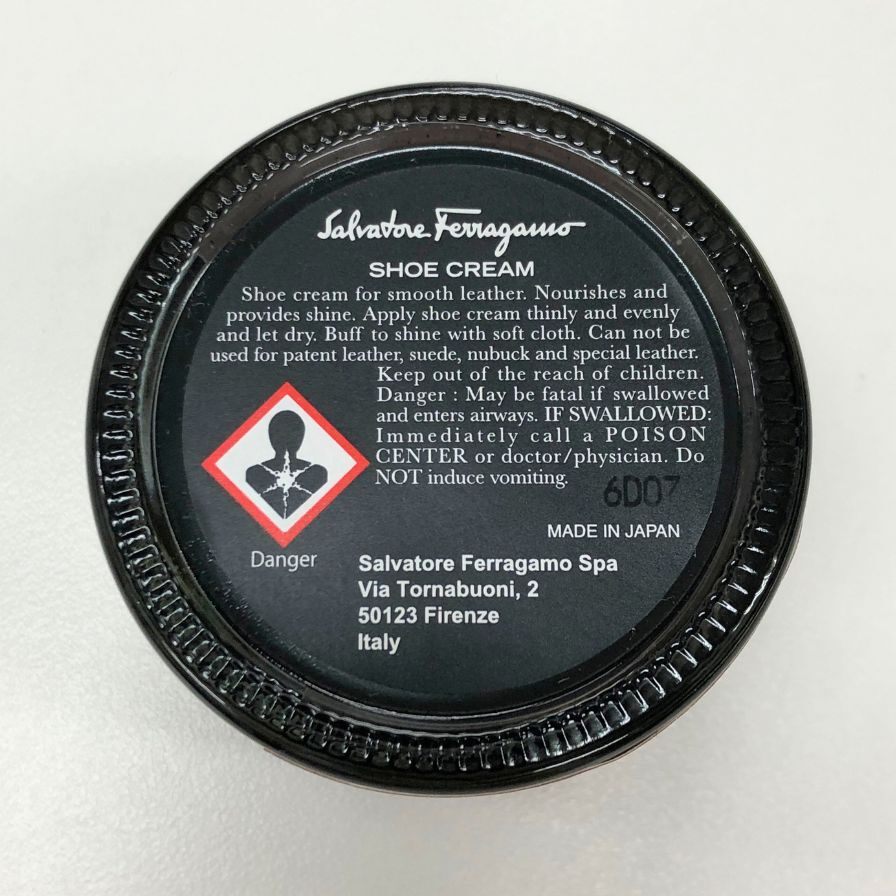 Salvatore Ferragamo
SHOE CREAM
Shoe cream for smooth leather. Nourishes and
provides shine. Apply shoe cream thinly and evenly
and let dry. Buff to shine with soft cloth. Can not be
used for patent leather, suede, nubuck and special leather.
Keep out of the reach of children.
Danger : May be fatal if swallowed
and enters airways. IF SWALLOWED:
Immediately call a POISON
CENTER or doctor/physician. Do
NOT induce vomiting.
6D07
MADE IN JAPAN
Danger
Salvatore Ferragamo Spa
Via Tornabuoni, 2
50123 Firenze
Italy